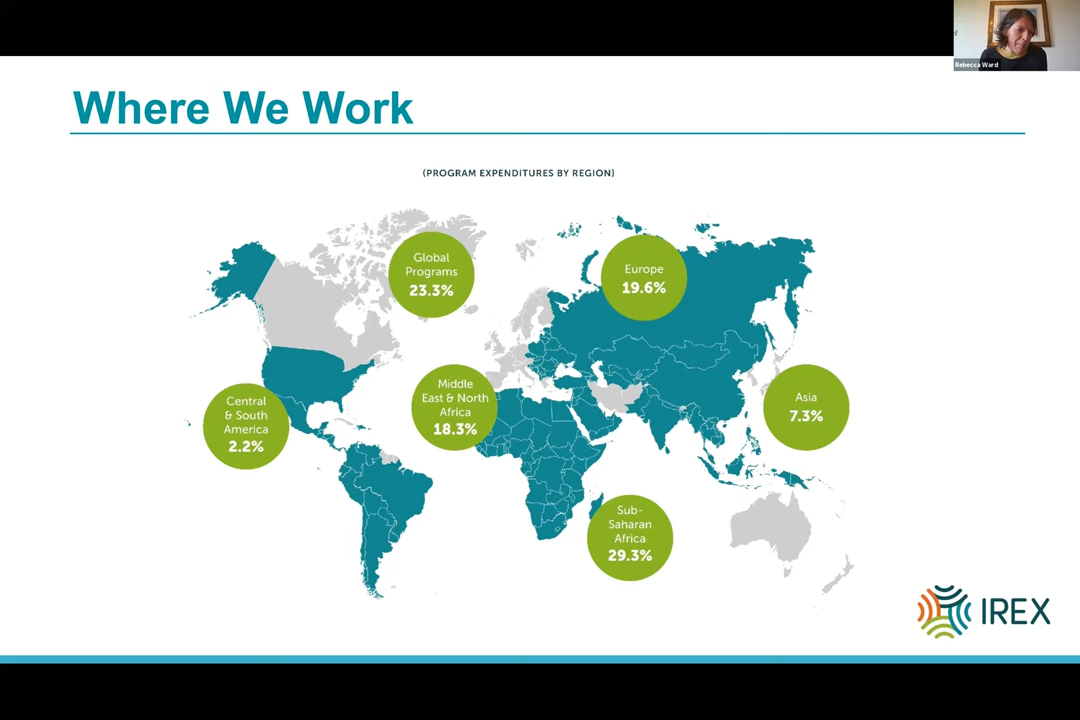 Rebecca Ward
Where We Work
(PROGRAM EXPENDITURES BY REGION)
Global
Programs
23.3%
Europe
19.6%
Middle
East & North
Africa
18.3%
Central
& South
America
2.2%
Asia
7.3%
Sub-
Saharan
Africa
29.3%
IREX